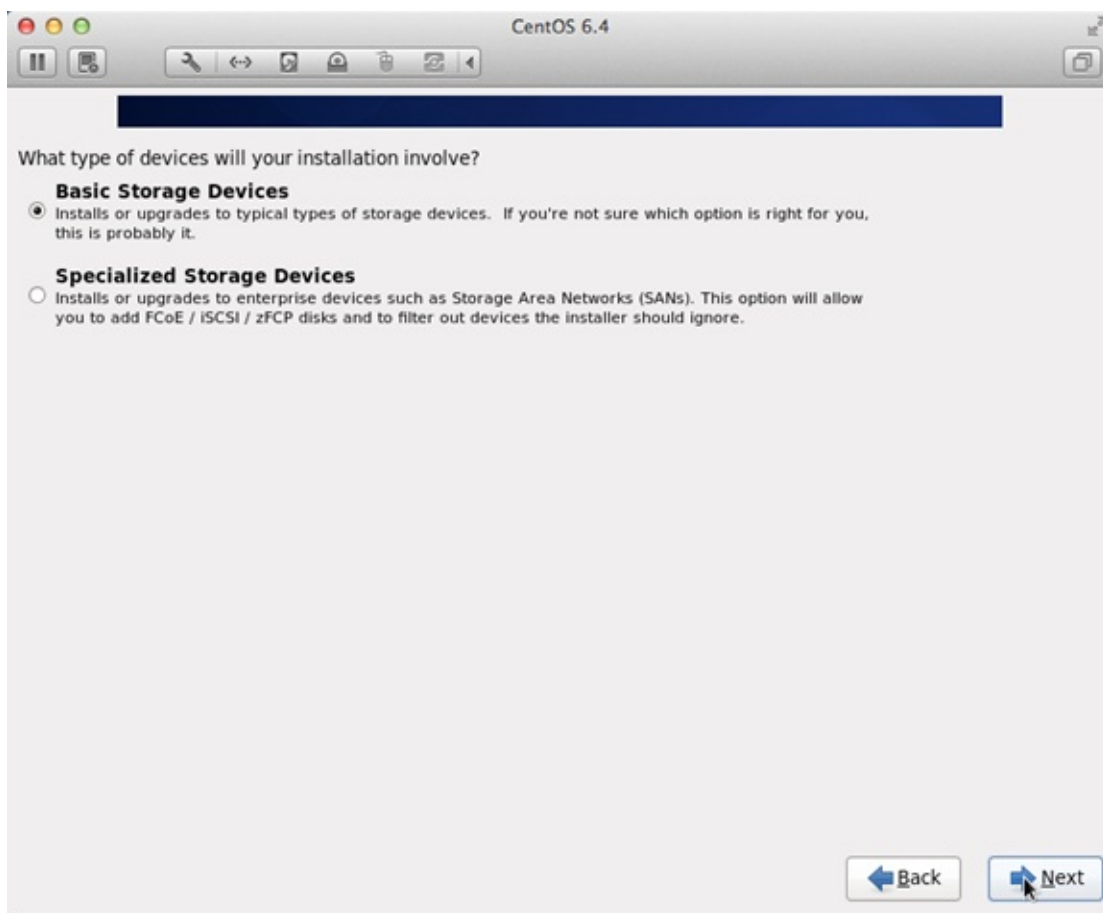 CentOS 6.4
What type of devices will your installation involve?
Basic Storage Devices
Installs or upgrades to typical types of storage devices.  If you're not sure which option is right for you,
this is probably it.
Specialized Storage Devices
Installs or upgrades to enterprise devices such as Storage Area Networks (SANs). This option will allow
you to add FCoE / iSCSI / zFCP disks and to filter out devices the installer should ignore.
Back
Next